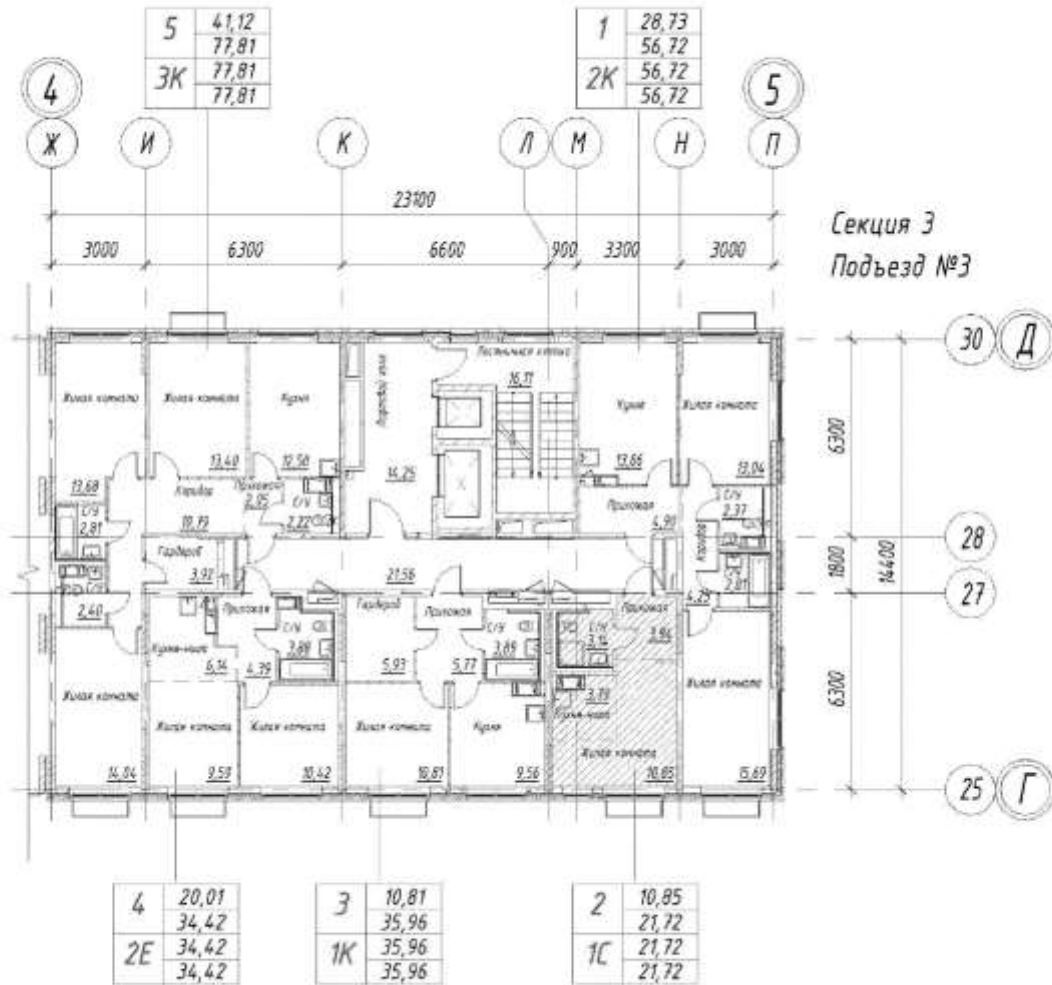 5
41,12
77,81
3К
77,81
77,81
1
28,73
56,72
2К
56,72
56,72
4
5
Ж
И
К
Л
М
Н
П
23100
3000
6300
6600
900
3300
3000
Секция 3
Подъезд №3
30
Д
Лестничная клетка
16,11
Жилая комната
Жилая комната
Кухня
Лифтовой холл
Кухня
Жилая комната
6300
13,40
12,50
14,25
13,86
13,04
13,68
Коридор
Прихожая
2,05
С/У
2,22
Прихожая
4,90
С/У
2,37
С/У
2,81
10,79
28
Гардероб
3,92
21,56
Коридор
4,25
2,81
1800
14400
27
2,40
Прихожая
С/У
3,88
Гардероб
Прихожая
С/У
3,89
С/У
3,14
Прихожая
3,94
Кухня-ниша
6,14
4,39
5,93
5,77
3,79
Кухня-ниша
6300
Жилая комната
Жилая комната
Жилая комната
Жилая комната
Кухня
Жилая комната
Жилая комната
14,04
9,59
10,42
10,81
9,56
10,85
15,69
25
Г
4
20,01
34,42
2Е
34,42
34,42
3
10,81
35,96
1К
35,96
35,96
2
10,85
21,72
1С
21,72
21,72